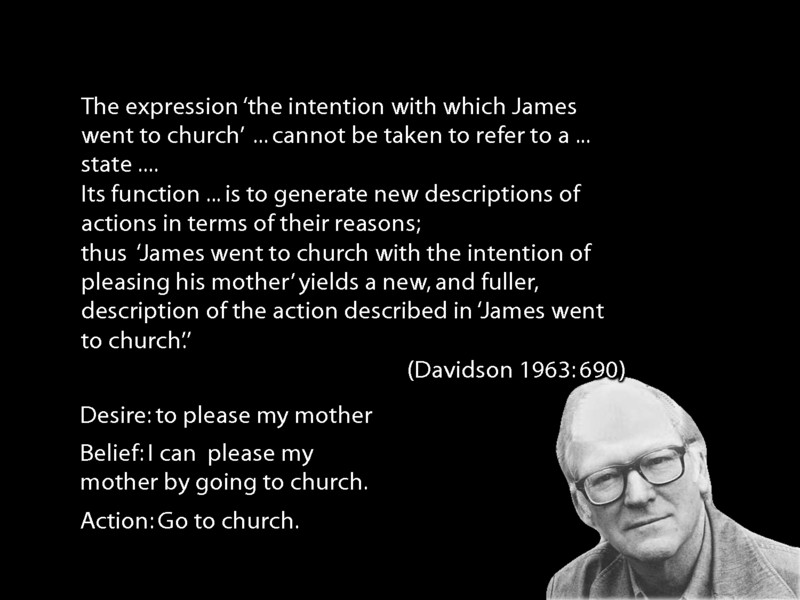 The expression ‘the intention with which James
went to church’ ... cannot be taken to refer to a ...
state ....
Its function ... is to generate new descriptions of
actions in terms of their reasons;
thus ‘James went to church with the intention of
pleasing his mother’ yields a new, and fuller,
description of the action described in ‘James went
to church’.’
(Davidson 1963: 690)
Desire: to please my mother
Belief: I can please my
mother by going to church.
Action: Go to church.